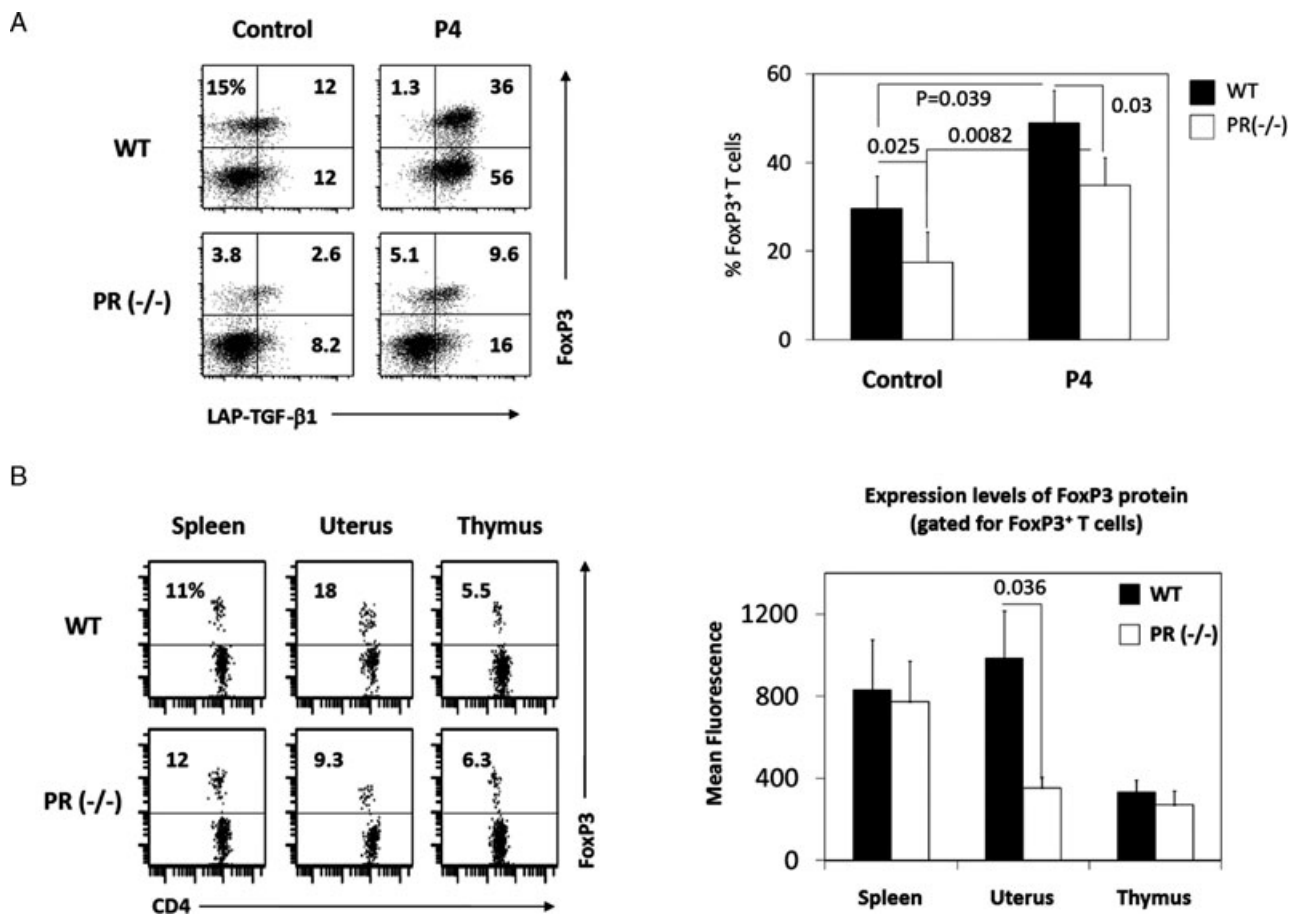 A
Control P4
WT
15% 12
12
1.3 36
56
PR (-/-)
3.8 2.6
8.2
5.1 9.6
16
FoxP3
LAP-TGF-β1
% FoxP3+ T cells
60
40
20
0
P=0.039
0.03
0.025
0.0082
WT
PR(-/-)
Control P4
B
Spleen Uterus Thymus
WT
11% 18 5.5
PR (-/-)
12 9.3 6.3
FoxP3
CD4
Expression levels of FoxP3 protein
(gated for FoxP3+ T cells)
Mean Fluorescence
1200
800
400
0
0.036
WT
PR (-/-)
Spleen Uterus Thymus